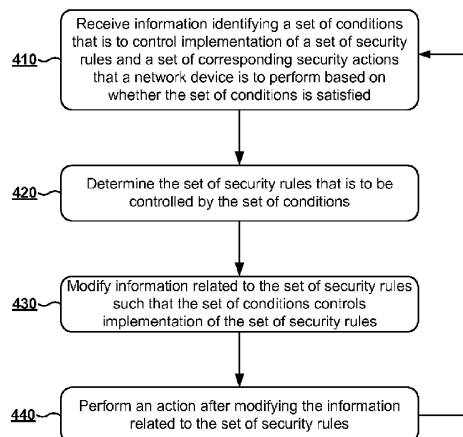 410
Receive information identifying a set of conditions
that is to control implementation of a set of security
rules and a set of corresponding security actions
that a network device is to perform based on
whether the set of conditions is satisfied
420
Determine the set of security rules that is to be
controlled by the set of conditions
430
Modify information related to the set of security rules
such that the set of conditions controls
implementation of the set of security rules
440
Perform an action after modifying the information
related to the set of security rules